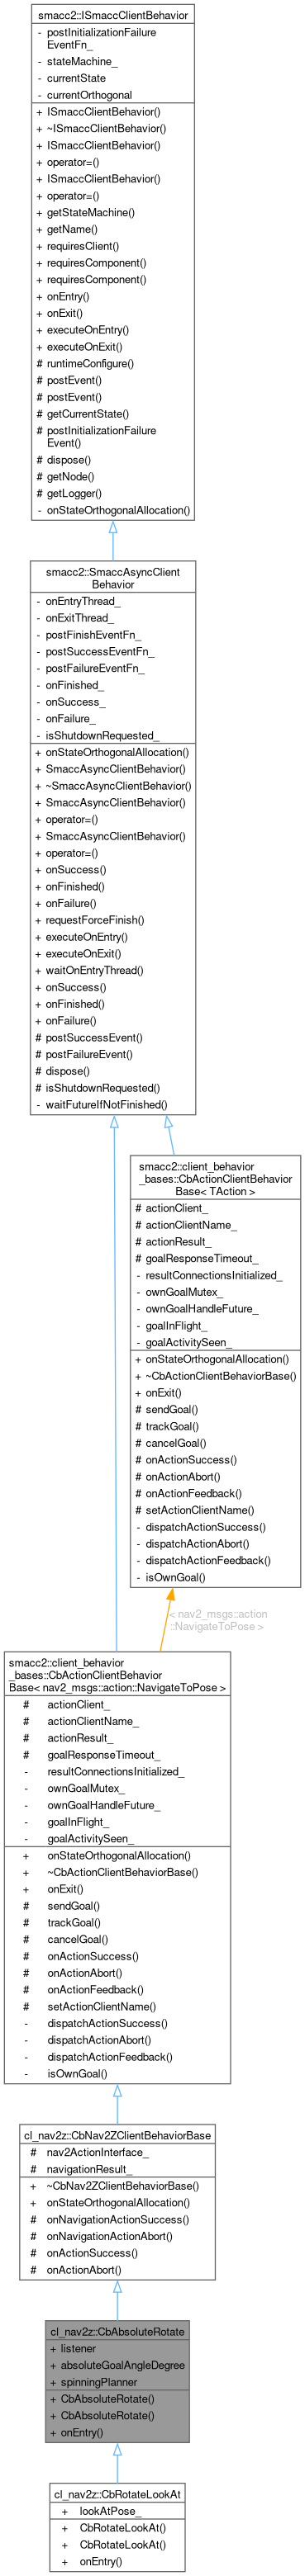 smacc2::ISmaccClientBehavior
- postInitializationFailure
EventFn_
- stateMachine_
- currentState
- currentOrthogonal
+ ISmaccClientBehavior()
+ ~ISmaccClientBehavior()
+ ISmaccClientBehavior()
+ operator=()
+ ISmaccClientBehavior()
+ operator=()
+ getStateMachine()
+ getName()
+ requiresClient()
+ requiresComponent()
+ requiresComponent()
+ onEntry()
+ onExit()
+ executeOnEntry()
+ executeOnExit()
# runtimeConfigure()
# postEvent()
# postEvent()
# getCurrentState()
# postInitializationFailure
Event()
# dispose()
# getNode()
# getLogger()
- onStateOrthogonalAllocation()
smacc2::SmaccAsyncClient
Behavior
- onEntryThread_
- onExitThread_
- postFinishEventFn_
- postSuccessEventFn_
- postFailureEventFn_
- onFinished_
- onSuccess_
- onFailure_
- isShutdownRequested_
+ onStateOrthogonalAllocation()
+ SmaccAsyncClientBehavior()
+ ~SmaccAsyncClientBehavior()
+ SmaccAsyncClientBehavior()
+ operator=()
+ SmaccAsyncClientBehavior()
+ operator=()
+ onSuccess()
+ onFinished()
+ onFailure()
+ requestForceFinish()
+ executeOnEntry()
+ executeOnExit()
+ waitOnEntryThread()
+ onSuccess()
+ onFinished()
+ onFailure()
# postSuccessEvent()
# postFailureEvent()
# dispose()
# isShutdownRequested()
- waitFutureIfNotFinished()
smacc2::client_behavior
_bases::CbActionClientBehavior
Base< TAction >
# actionClient_
# actionClientName_
# actionResult_
# goalResponseTimeout_
- resultConnectionsInitialized_
- ownGoalMutex_
- ownGoalHandleFuture_
- goalInFlight_
- goalActivitySeen_
+ onStateOrthogonalAllocation()
+ ~CbActionClientBehaviorBase()
+ onExit()
# sendGoal()
# trackGoal()
# cancelGoal()
# onActionSuccess()
# onActionAbort()
# onActionFeedback()
# setActionClientName()
- dispatchActionSuccess()
- dispatchActionAbort()
- dispatchActionFeedback()
- isOwnGoal()
< nav2_msgs::action
::NavigateToPose >
smacc2::client_behavior
_bases::CbActionClientBehavior
Base< nav2_msgs::action::NavigateToPose >
# actionClient_
# actionClientName_
# actionResult_
# goalResponseTimeout_
- resultConnectionsInitialized_
- ownGoalMutex_
- ownGoalHandleFuture_
- goalInFlight_
- goalActivitySeen_
+ onStateOrthogonalAllocation()
+ ~CbActionClientBehaviorBase()
+ onExit()
# sendGoal()
# trackGoal()
# cancelGoal()
# onActionSuccess()
# onActionAbort()
# onActionFeedback()
# setActionClientName()
- dispatchActionSuccess()
- dispatchActionAbort()
- dispatchActionFeedback()
- isOwnGoal()
cl_nav2z::CbNav2ZClientBehaviorBase
# nav2ActionInterface_
# navigationResult_
+ ~CbNav2ZClientBehaviorBase()
+ onStateOrthogonalAllocation()
# onNavigationActionSuccess()
# onNavigationActionAbort()
# onActionSuccess()
# onActionAbort()
cl_nav2z::CbAbsoluteRotate
+ listener
+ absoluteGoalAngleDegree
+ spinningPlanner
+ CbAbsoluteRotate()
+ CbAbsoluteRotate()
+ onEntry()
cl_nav2z::CbRotateLookAt
+ lookAtPose_
+ CbRotateLookAt()
+ CbRotateLookAt()
+ onEntry()